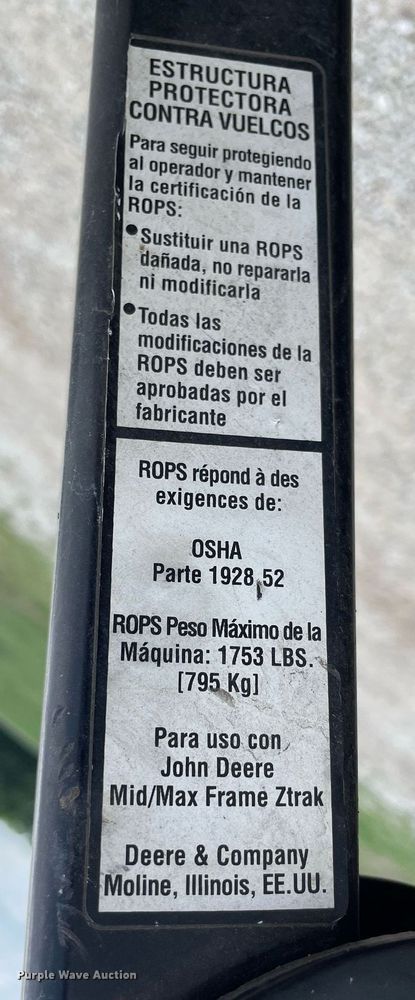 ESTRUCTURA
PROTECTORA
CONTRA VUELCOS
Para seguir protegiendo
al operador y mantener
la certificación de la
ROPS:
• Sustituir una ROPS
dañada, no repararla
ni modificarla
• Todas las
modificaciones de la
ROPS deben ser
aprobadas por el
fabricante
ROPS répond à des
exigences de:
OSHA
Parte 1928,52
ROPS Peso Máximo de la
Máquina: 1753 LBS.
[795 Kg]
Para uso con
John Deere
Mid/Max Frame Ztrak
Deere & Company
Moline, Illinois, EE.UU.
Purple Wave Auction